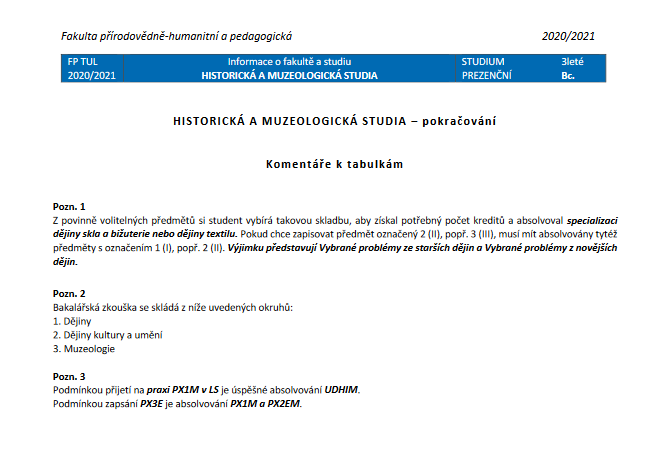 Fakulta přírodovědně-humanitní a pedagogická 2020/2021
FP TUL Informace o fakultě a studiu STUDIUM 3leté
2020/2021 HISTORICKÁ A MUZEOLOGICKÁ STUDIA PREZENČNÍ Bc.
HISTORICKÁ A MUZEOLOGICKÁ STUDIA – pokračování
Komentáře k tabulkám
Pozn. 1
Z povinně volitelných předmětů si student vybírá takovou skladbu, aby získal potřebný počet kreditů a absolvoval specializaci
dějiny skla a bižuterie nebo dějiny textilu. Pokud chce zapisovat předmět označený 2 (II), popř. 3 (III), musí mít absolvovány tytéž
předměty s označením 1 (I), popř. 2 (II). Výjimku představují Vybrané problémy ze starších dějin a Vybrané problémy z novějších
dějin.
Pozn. 2
Bakalářská zkouška se skládá z níže uvedených okruhů:
1. Dějiny
2. Dějiny kultury a umění
3. Muzeologie
Pozn. 3
Podmínkou přijetí na praxi PX1M v LS je úspěšné absolvování UDHIM.
Podmínkou zapsání PX3E je absolvování PX1M a PX2EM.